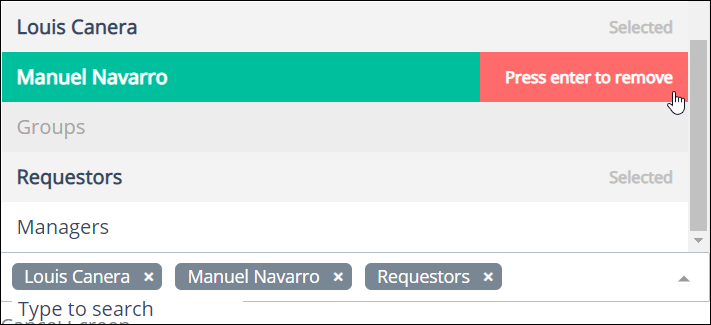 Louis Canera Selected
Manuel Navarro Press enter to remove
Groups
Requestors Selected
Managers
Louis Canera × Manuel Navarro × Requestors ×
Type to search